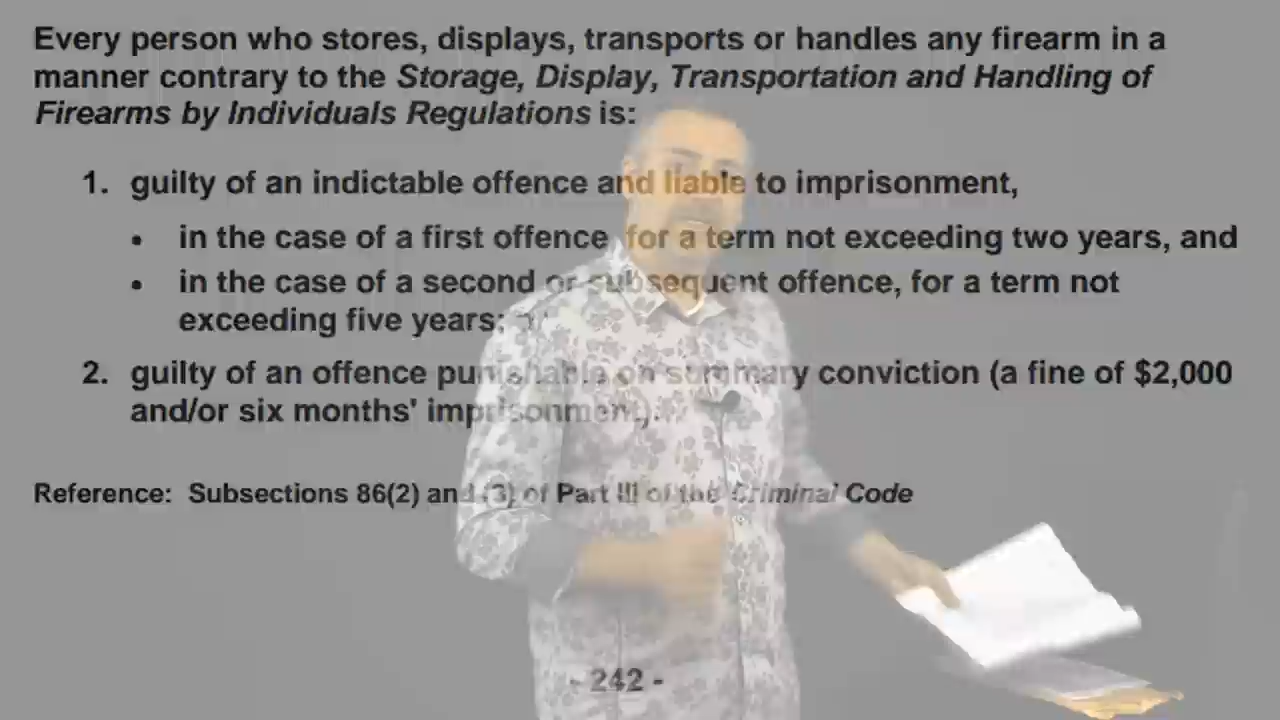 Every person who stores, displays, transports or handles any firearm in a
manner contrary to the Storage, Display, Transportation and Handling of
Firearms by Individuals Regulations is:
1. guilty of an indictable offence and liable to imprisonment,
• in the case of a first offence, for a term not exceeding two years, and
• in the case of a second or subsequent offence, for a term not
exceeding five years; or
2. guilty of an offence punishable on summary conviction (a fine of $2,000
and/or six months' imprisonment).
Reference: Subsections 86(2) and (3) of Part III of the Criminal Code
- 242 -